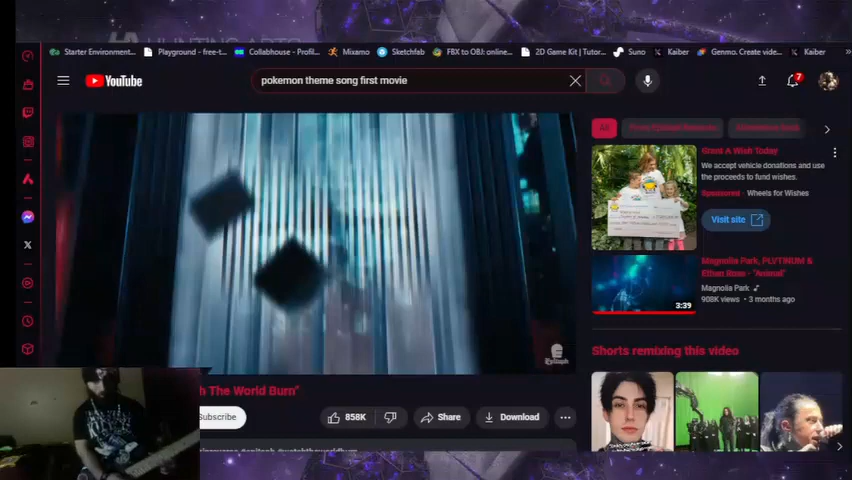 Starter Environment...
Playground - free-t...
Collabhouse - Profil...
Mixamo
Sketchfab
FBX to OBJ: online...
2D Game Kit | Tutor...
Suno
Kaiber
Genmo. Create vide...
Kaiber
YouTube
pokemon theme song first movie
7
All
Grant A Wish Today
We accept vehicle donations and use
the proceeds to fund wishes.
Sponsored · Wheels for Wishes
Visit site
Magnolia Park, PLVTINUM &
Ethan Ross - "Animal"
Magnolia Park
908K views • 3 months ago
3:39
Epitaph
Shorts remixing this video
h The World Burn"
Subscribe
858K
Share
Download